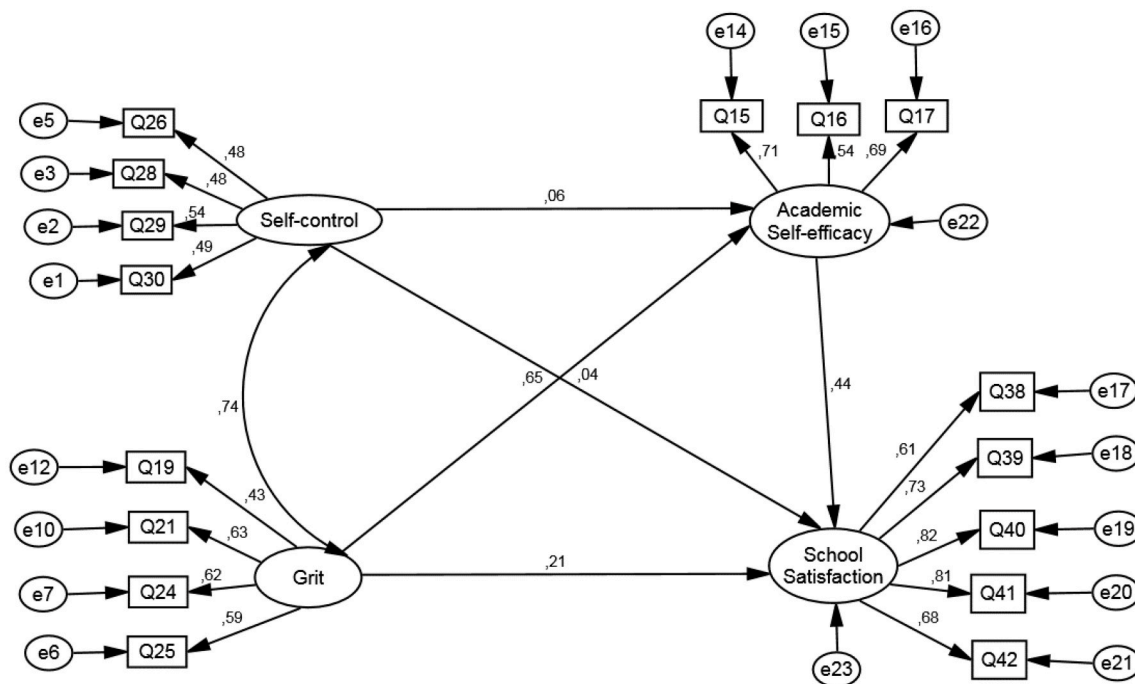 e14
e15
e16
e5
Q26
Q15
Q16
Q17
e3
Q28
,48
,71
,54
,69
,48
e2
Q29
,54
Self-control
,06
Academic
Self-efficacy
e22
,49
e1
Q30
,74
,65
,04
,44
Q38
e17
,61
e12
Q19
Q39
e18
,43
,73
e10
Q21
,63
Q40
e19
,82
Grit
,21
School
Satisfaction
e7
Q24
,62
,81
Q41
e20
,59
,68
e6
Q25
e23
Q42
e21